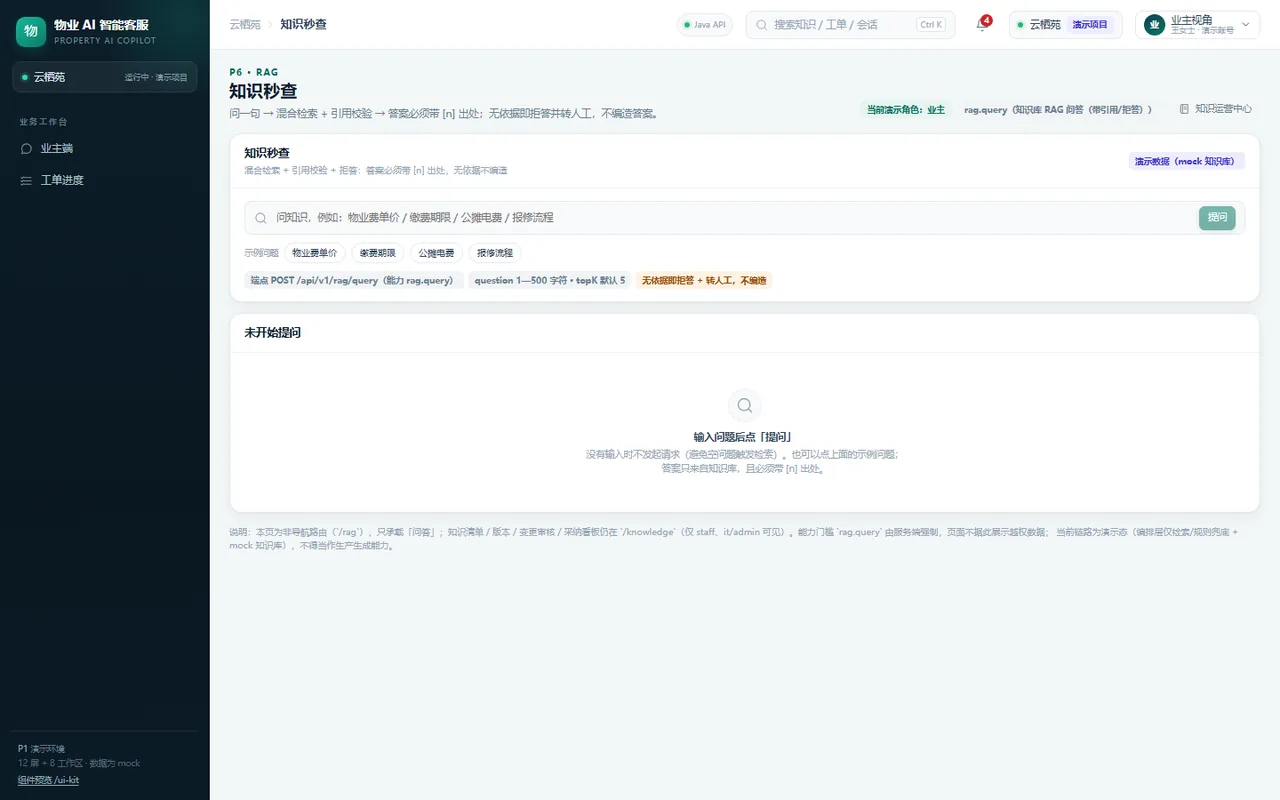 物
物业 AI 智能客服
PROPERTY AI COPILOT
云栖苑
运行中 · 演示项目
业务工作台
业主端
工单进度
P1 演示环境
12 屏 + 8 工作区 · 数据为 mock
组件预览 /ui-kit
云栖苑 > 知识秒查
Java API
搜索知识 / 工单 / 会话
Ctrl K
4
云栖苑 演示项目
业
业主视角
王女士 · 演示账号
P6 • RAG
知识秒查
问一句 → 混合检索 + 引用校验 → 答案必须带 [n] 出处；无依据即拒答并转人工，不编造答案。
当前演示角色：业主
rag.query（知识库 RAG 问答（带引用/拒答））
知识运营中心
知识秒查
混合检索 + 引用校验 + 拒答：答案必须带 [n] 出处，无依据不编造
演示数据（mock 知识库）
问知识，例如：物业费单价 / 缴费期限 / 公摊电费 / 报修流程
提问
示例问题 物业费单价 缴费期限 公摊电费 报修流程
端点 POST /api/v1/rag/query（能力 rag.query） question 1—500 字符 • topK 默认 5 无依据即拒答 + 转人工，不编造
未开始提问
输入问题后点「提问」
没有输入时不发起请求（避免空问题触发检索）。也可以点上面的示例问题；
答案只来自知识库，且必须带 [n] 出处。
说明：本页为非导航路由（`/rag`），只承载「问答」；知识清单 / 版本 / 变更审核 / 采纳看板仍在 `/knowledge`（仅 staff、it/admin 可见）。能力门槛 `rag.query` 由服务端强制，页面不据此展示越权数据； 当前链路为演示态（编排层仅检索/规则兜底 +
mock 知识库），不得当作生产生成能力。